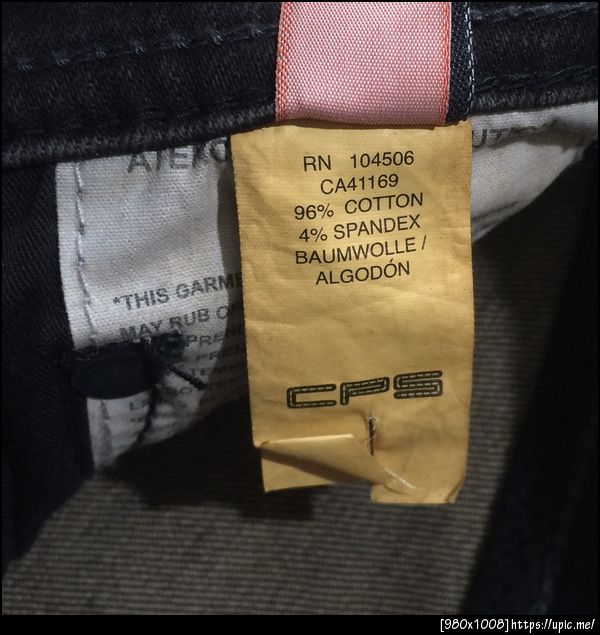 RN 104506
CA41169
96% COTTON
4% SPANDEX
BAUMWOLLE /
ALGODÓN
CPS
*THIS GARM
MAY RUB
[980x1008] https://upic.me/